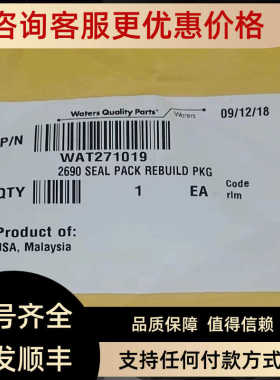 咨询客服更优惠价格
Waters Quality Parts
Waters
09/12/18
P/N
WAT271019
2690 SEAL PACK REBUILD PKG
QTY
1
EA
Code
rlm
Product of:
USA, Malaysia
号齐全
品质保障 值得信赖
发顺丰
支持任何付款方式